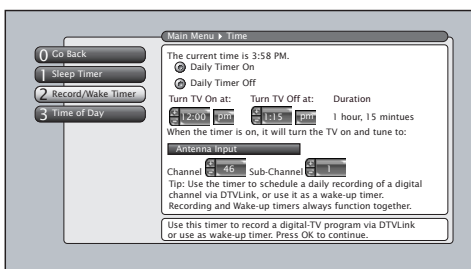 Main Menu ▸ Time
0 Go Back
1 Sleep Timer
2 Record/Wake Timer
3 Time of Day
The current time is 3:58 PM.
Daily Timer On
Daily Timer Off
Turn TV On at: Turn TV Off at: Duration
12:00 pm 1:15 pm 1 hour, 15 mintues
When the timer is on, it will turn the TV on and tune to:
Antenna Input
Channel 46 Sub-Channel 1
Tip: Use the timer to schedule a daily recording of a digital
channel via DTVLink, or use it as a wake-up timer.
Recording and Wake-up timers always function together.
Use this timer to record a digital-TV program via DTVLink
or use as wake-up timer. Press OK to continue.